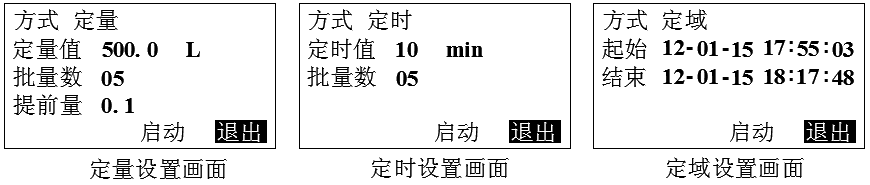 方式 定量
定量值 500.0 L
批量数 05
提前量 0.1
启动 退出
定量设置画面
方式 定时
定时值 10 min
批量数 05
启动 退出
定时设置画面
方式 定域
起始 12-01-15 17:55:03
结束 12-01-15 18:17:48
启动 退出
定域设置画面